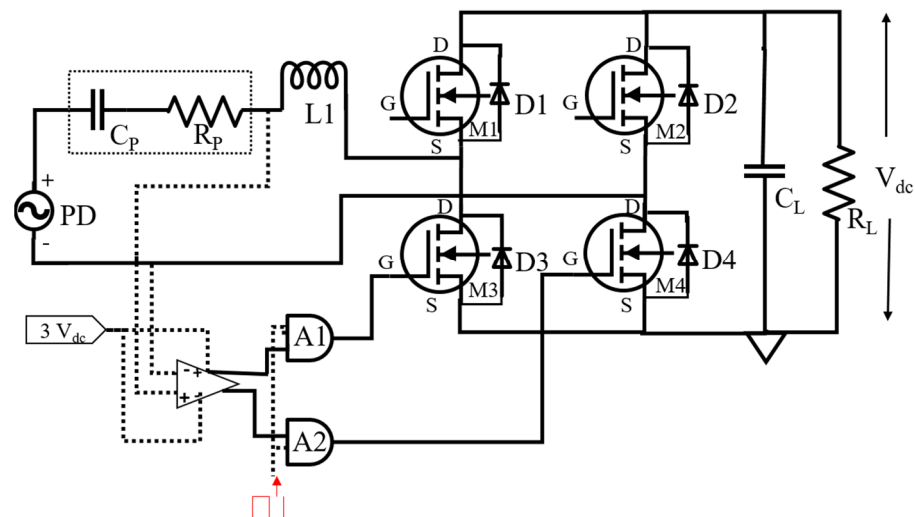 D
D
G
D1
G
D2
L1
M1
M2
C_P
R_P
S
S
+
PD
-
D
D
V_dc
C_L
R_L
G
D3
G
D4
M3
M4
S
S
3 V_dc
A1
- +
+ -
A2